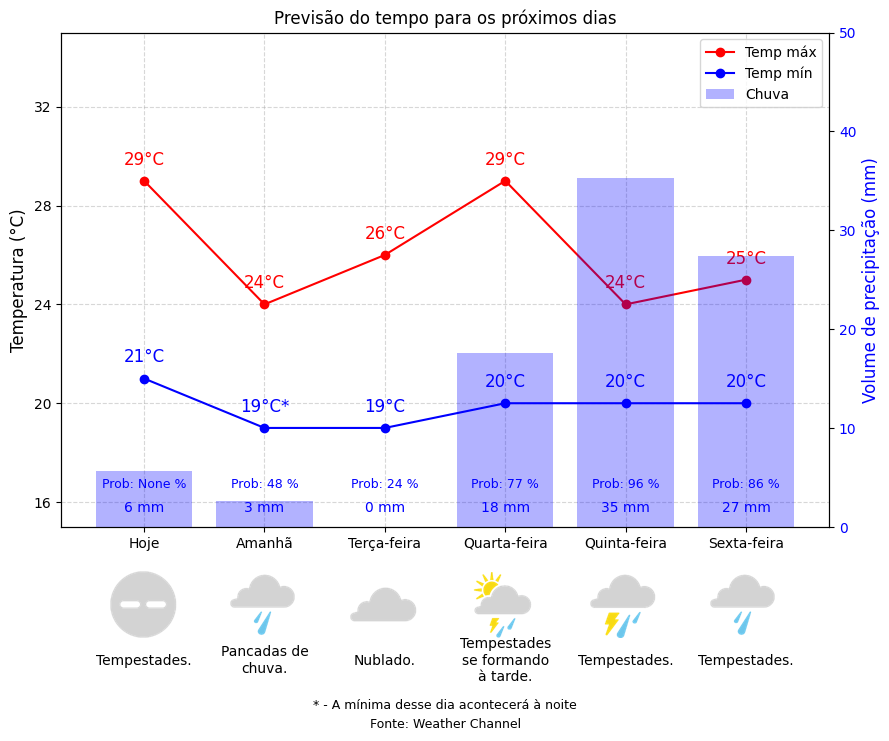 Previsão do tempo para os próximos dias
Temp máx
Temp mín
Chuva
Temperatura (°C)
Volume de precipitação (mm)
32
28
24
20
16
50
40
30
20
10
0
29°C
24°C
26°C
29°C
24°C
25°C
21°C
19°C*
19°C
20°C
20°C
20°C
Prob: None %
Prob: 48 %
Prob: 24 %
Prob: 77 %
Prob: 96 %
Prob: 86 %
6 mm
3 mm
0 mm
18 mm
35 mm
27 mm
Hoje
Amanhã
Terça-feira
Quarta-feira
Quinta-feira
Sexta-feira
Tempestades.
Pancadas de
chuva.
Nublado.
Tempestades
se formando
à tarde.
Tempestades.
Tempestades.
* - A mínima desse dia acontecerá à noite
Fonte: Weather Channel